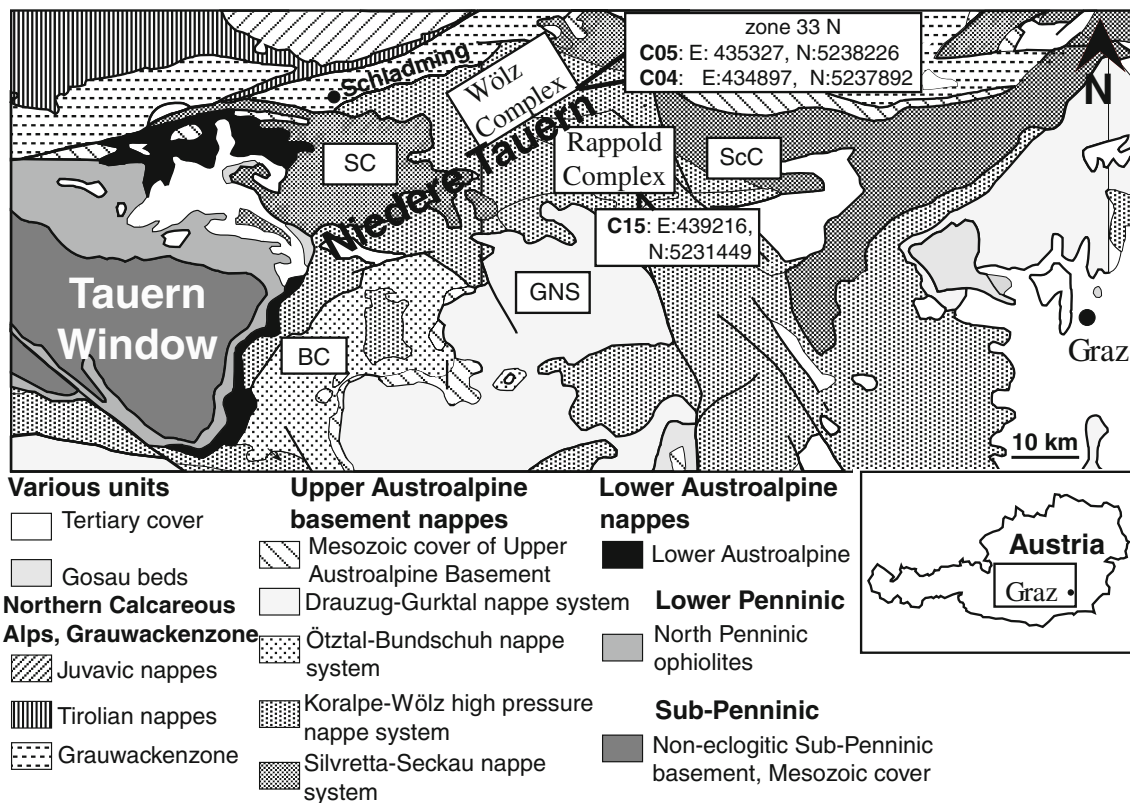 zone 33 N
C05: E: 435327, N:5238226
C04: E:434897, N:5237892
N
Schladming
Wölz
Complex
Niedere Tauern
SC
Rappold
Complex
ScC
C15: E:439216,
N:5231449
Tauern
Window
GNS
BC
Graz
10 km
Various units
Tertiary cover
Gosau beds
Northern Calcareous
Alps, Grauwackenzone
Juvavic nappes
Tirolian nappes
Grauwackenzone
Upper Austroalpine
basement nappes
Mesozoic cover of Upper
Austroalpine Basement
Drauzug-Gurktal nappe system
Ötztal-Bundschuh nappe
system
Koralpe-Wölz high pressure
nappe system
Silvretta-Seckau nappe
system
Lower Austroalpine
nappes
Lower Austroalpine
Lower Penninic
North Penninic
ophiolites
Sub-Penninic
Non-eclogitic Sub-Penninic
basement, Mesozoic cover
Austria
Graz